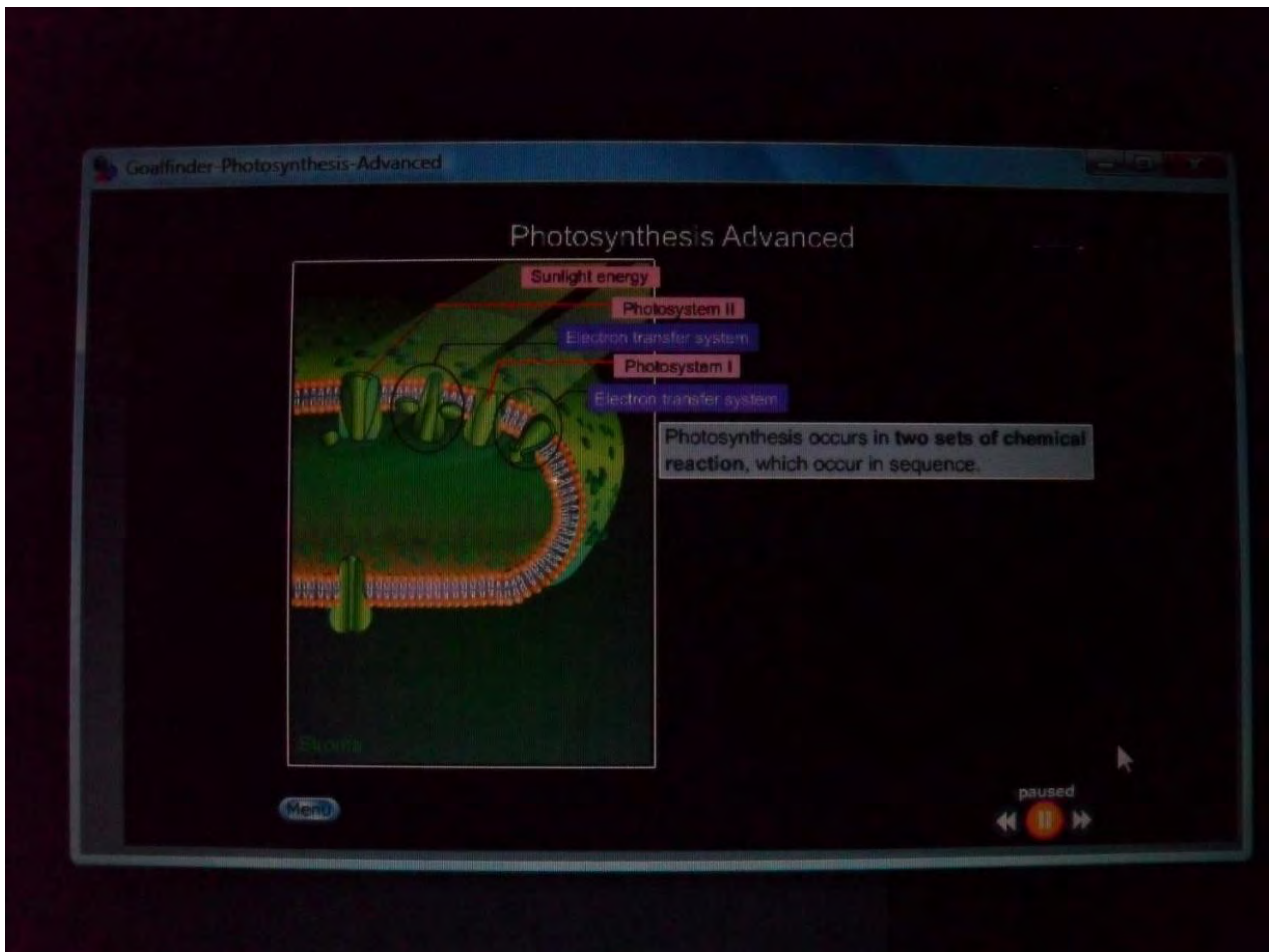 Goalfinder-Photosynthesis-Advanced
Photosynthesis Advanced
Sunlight energy
Photosystem II
Electron transfer system
Photosystem I
Electron transfer system
Photosynthesis occurs in two sets of chemical
reaction, which occur in sequence.
Stroma
Menu
paused